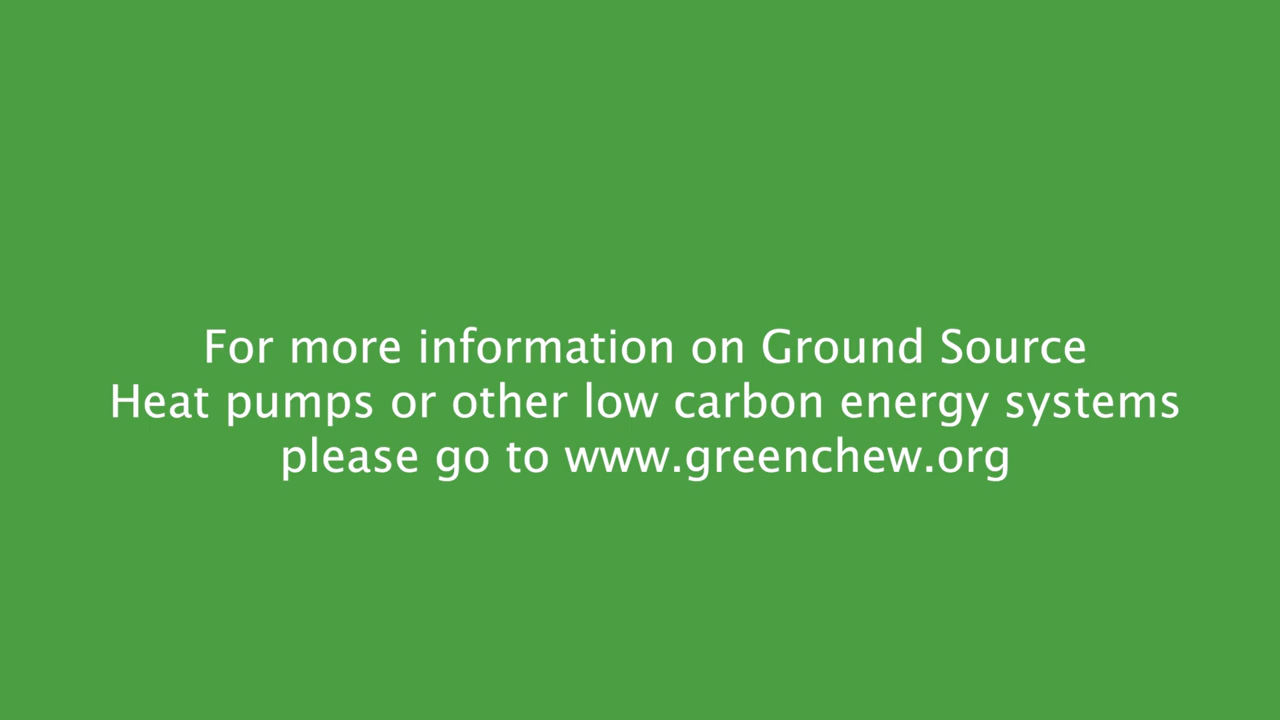 For more information on Ground Source
Heat pumps or other low carbon energy systems
please go to www.greenchew.org